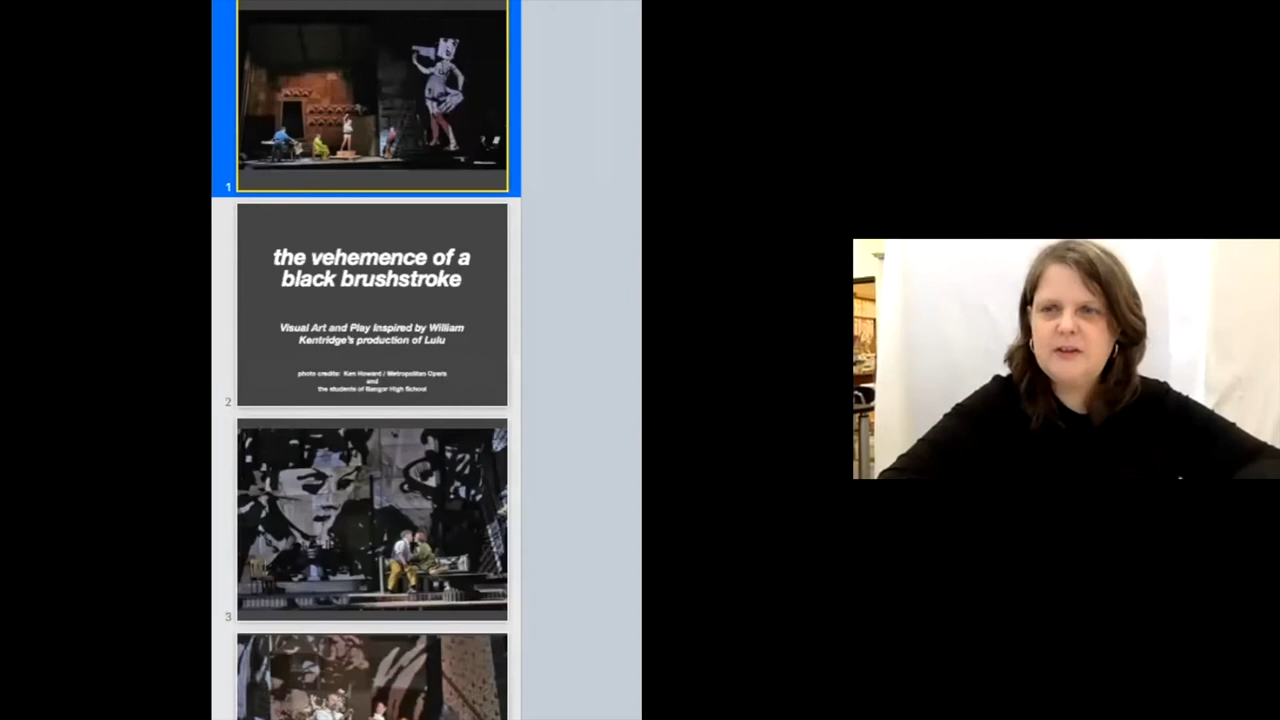 1
the vehemence of a
black brushstroke
Visual Art and Play Inspired by William
Kentridge's production of Lulu
photo credits: Ken Howard / Metropolitan Opera
and
the students of Bangor High School
2
3